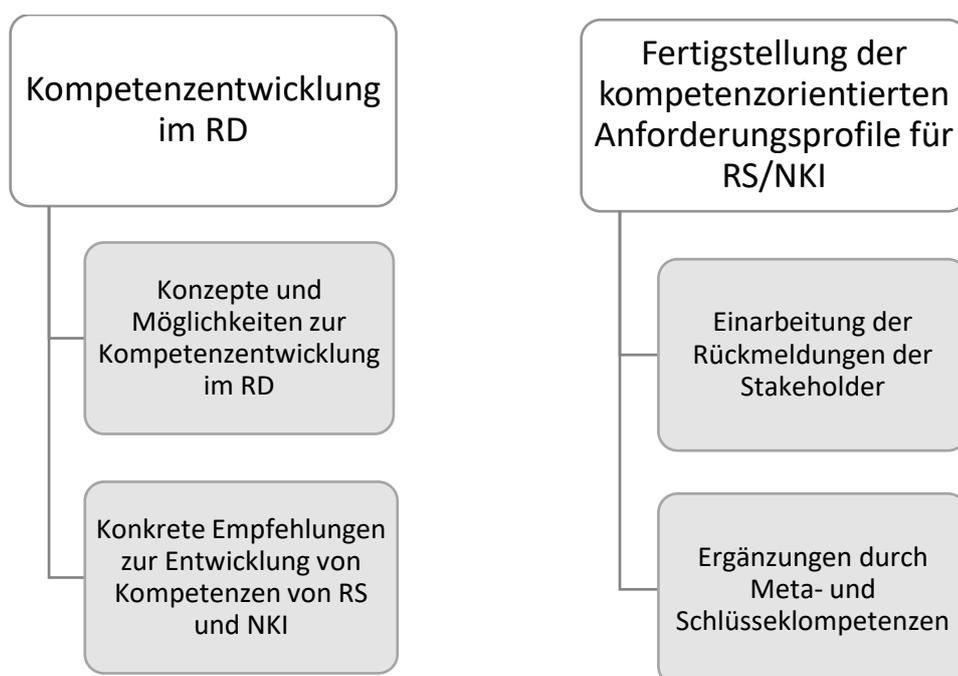 Kompetenzentwicklung
im RD
Konzepte und
Möglichkeiten zur
Kompetenzentwicklung
im RD
Konkrete Empfehlungen
zur Entwicklung von
Kompetenzen von RS
und NKI
Fertigstellung der
kompetenzorientierten
Anforderungsprofile für
RS/NKI
Einarbeitung der
Rückmeldungen der
Stakeholder
Ergänzungen durch
Meta- und
Schlüsseklompetenzen